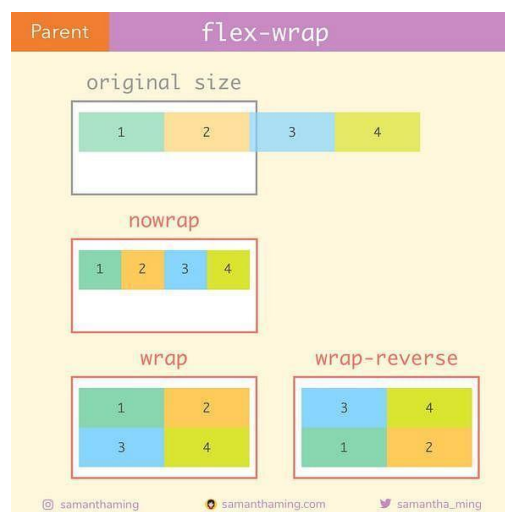 Parent flex-wrap
original size
1 2 3 4
nowrap
1 2 3 4
wrap wrap-reverse
1 2 3 4
3 4 1 2
samanthaming samanthaming.com samantha_ming